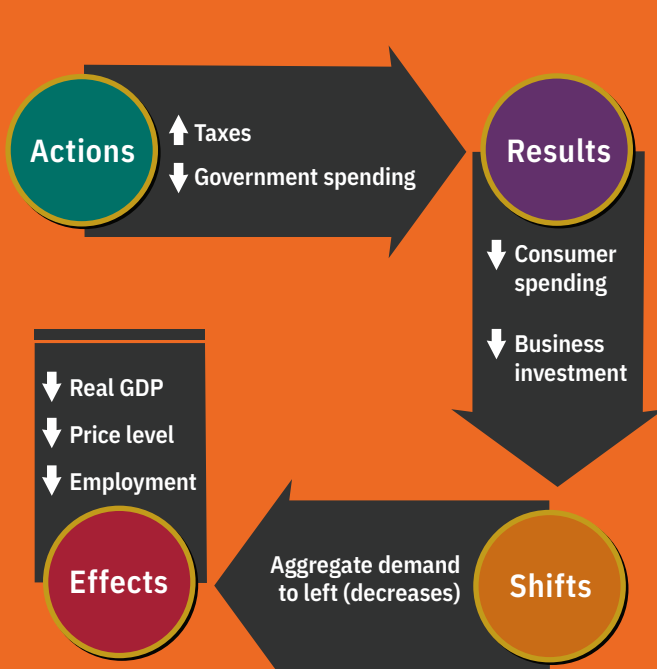 Actions
Taxes
Government spending
Results
Consumer
spending
Business
investment
Shifts
Aggregate demand
to left (decreases)
Effects
Real GDP
Price level
Employment